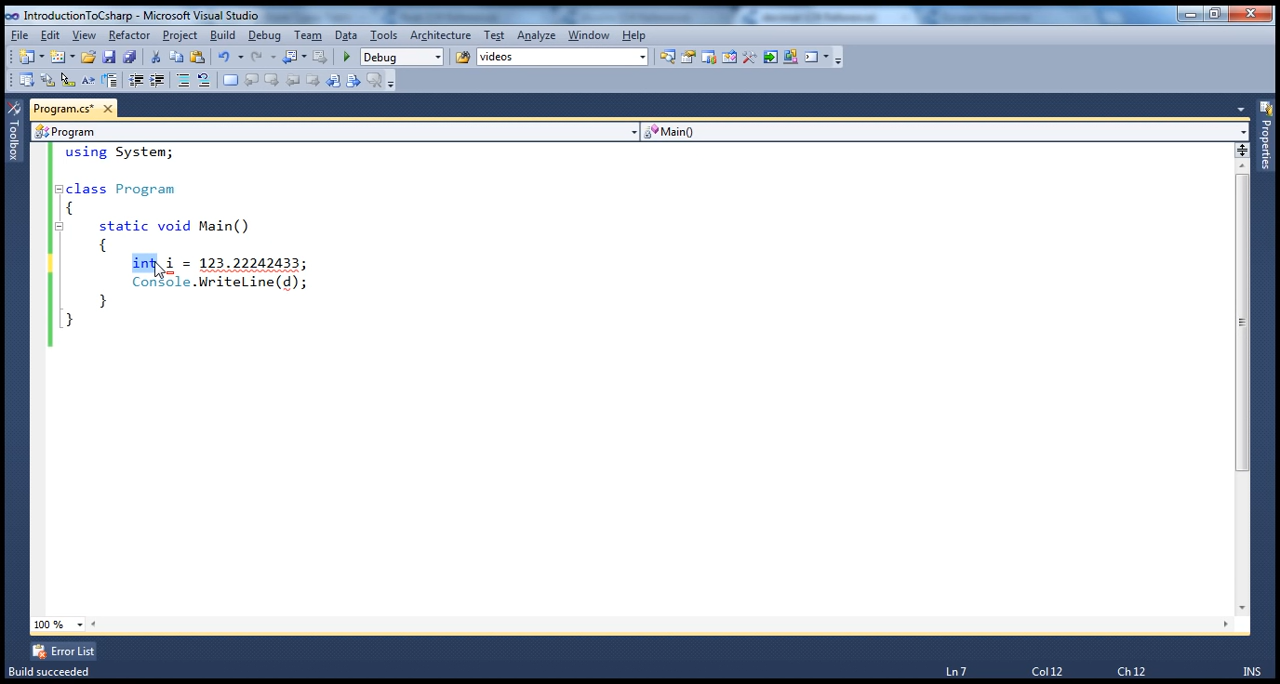 IntroductionToCsharp - Microsoft Visual Studio
File Edit View Refactor Project Build Debug Team Data Tools Architecture Test Analyze Window Help
Debug videos
Program.cs*
Toolbox
Properties
Program Main()
using System;
class Program
{
static void Main()
{
int i = 123.22242433;
Console.WriteLine(d);
}
}
100 %
Error List
Build succeeded Ln 7 Col 12 Ch 12 INS